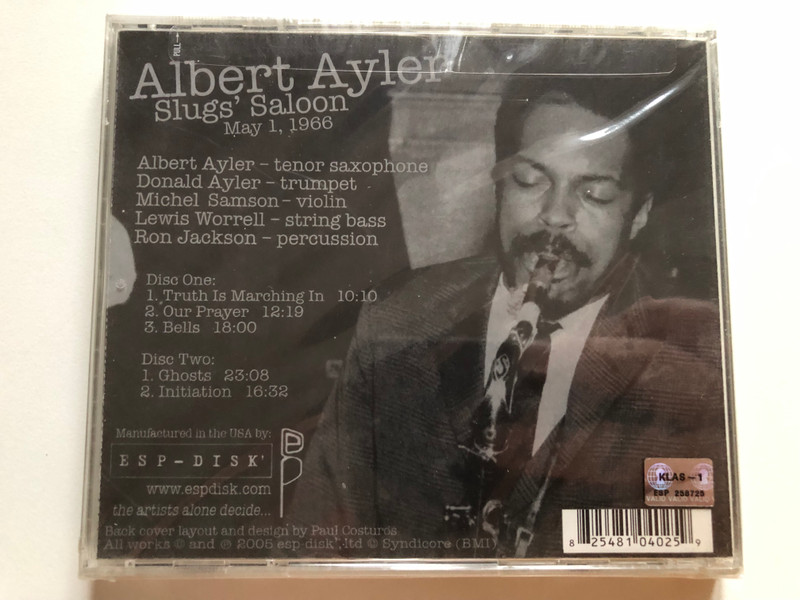 PULL
Albert Ayler
Slugs' Saloon
May 1, 1966
Albert Ayler – tenor saxophone
Donald Ayler – trumpet
Michel Samson – violin
Lewis Worrell – string bass
Ron Jackson – percussion
Disc One:
1. Truth Is Marching In 10:10
2. Our Prayer 12:19
3. Bells 18:00
Disc Two:
1. Ghosts 23:08
2. Initiation 16:32
Manufactured in the USA by:
ESP-DISK'
www.espdisk.com
the artists alone decide...
Back cover layout and design by Paul Costuros
All works © and ℗ 2005 esp-disk', ltd © Syndicore (BMI)
KLAS-1
ESP 258725
VALID VALID VALID
8 25481 04025 9